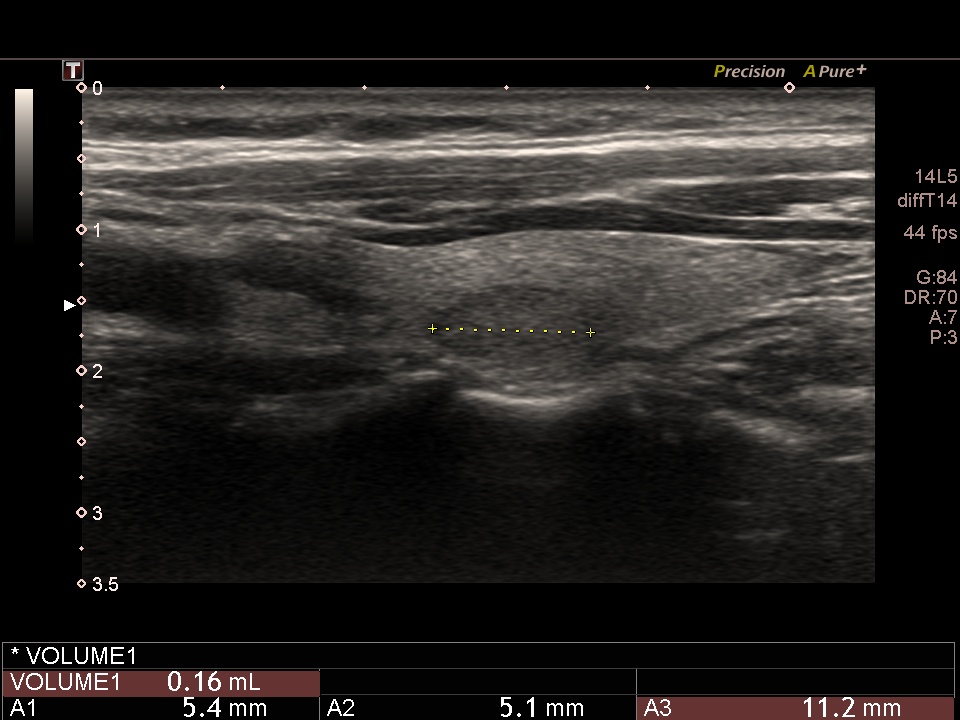 T
Precision A Pure+
0
1
2
3
3.5
14L5
diffT14
44 fps
G:84
DR:70
A:7
P:3
* VOLUME1
VOLUME1 0.16 mL
A1 5.4 mm A2 5.1 mm A3 11.2 mm